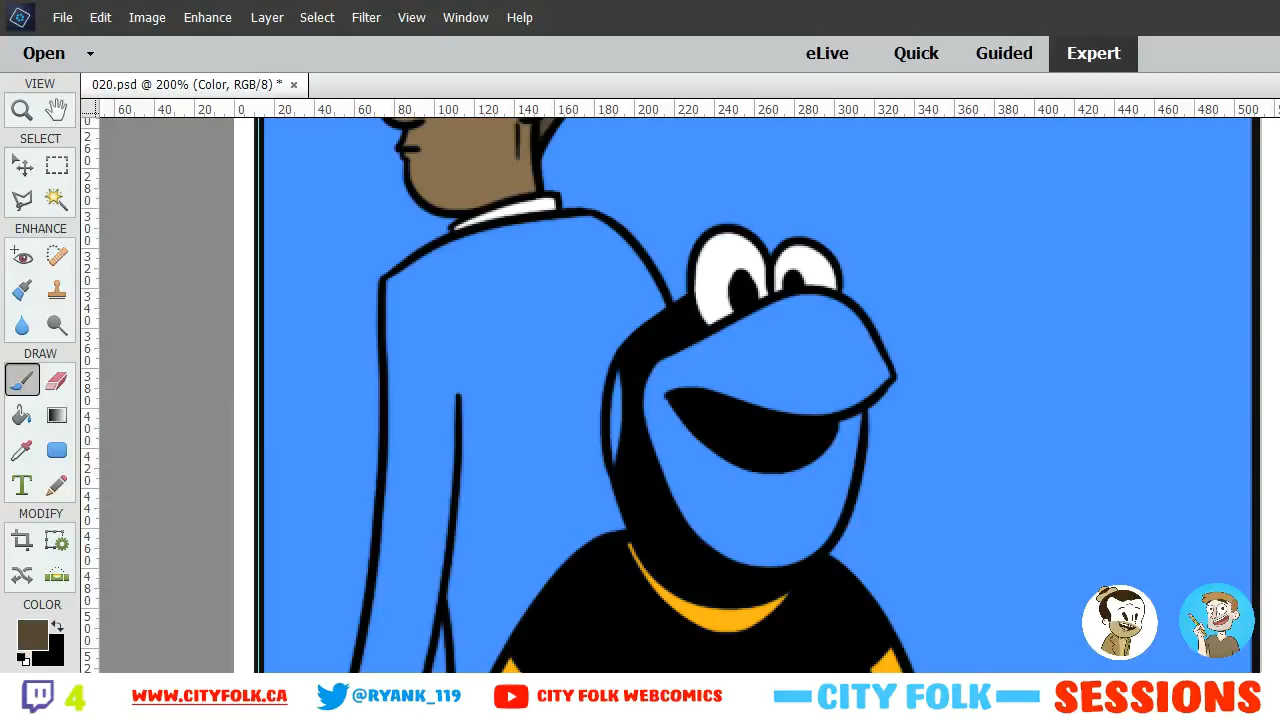 File Edit Image Enhance Layer Select Filter View Window Help
Open eLive Quick Guided Expert
VIEW 020.psd @ 200% (Color, RGB/8) * ×
60 40 20 0 20 40 60 80 100 120 140 160 180 200 220 240 260 280 300 320 340 360 380 400 420 440 460 480 500
SELECT
ENHANCE
DRAW
T
MODIFY
COLOR
4 WWW.CITYFOLK.CA @RYANK_119 CITY FOLK WEBCOMICS CITY FOLK SESSIONS